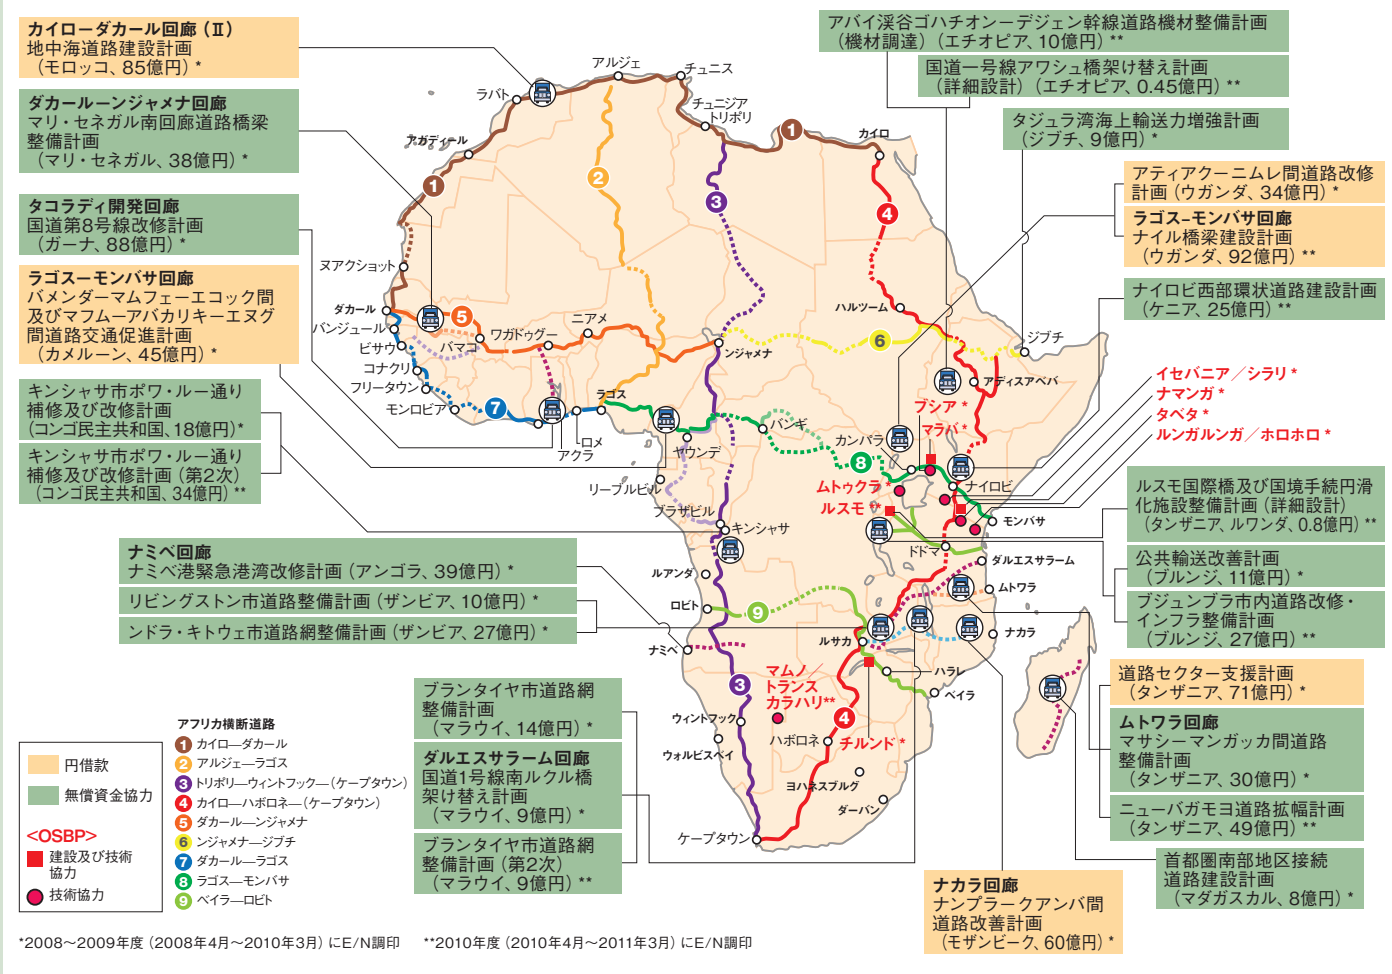 カイローダカール回廊（Ⅱ）
地中海道路建設計画
（モロッコ、85億円）*
ダカールーンジャメナ回廊
マリ・セネガル南回廊道路橋梁
整備計画
（マリ・セネガル、38億円）*
タコラディ開発回廊
国道第8号線改修計画
（ガーナ、88億円）*
ラゴスーモンバサ回廊
バメンダーマムフェーエコック間
及びマフムーアバカリキーエヌグ
間道路交通促進計画
（カメルーン、45億円）*
キンシャサ市ポワ・ルー通り
補修及び改修計画
（コンゴ民主共和国、18億円）*
キンシャサ市ポワ・ルー通り
補修及び改修計画（第2次）
（コンゴ民主共和国、34億円）**
ナミベ回廊
ナミベ港緊急港湾改修計画（アンゴラ、39億円）*
リビングストン市道路整備計画（ザンビア、10億円）*
ンドラ・キトウェ市道路網整備計画（ザンビア、27億円）*
ブランタイヤ市道路網
整備計画
（マラウイ、14億円）*
ダルエスサラーム回廊
国道1号線南ルクル橋
架け替え計画
（マラウイ、9億円）*
ブランタイヤ市道路網
整備計画（第2次）
（マラウイ、9億円）**
アバイ渓谷ゴハチオンーデジェン幹線道路機材整備計画
（機材調達）（エチオピア、10億円）**
国道一号線アワシュ橋架け替え計画
（詳細設計）（エチオピア、0.45億円）**
タジュラ湾海上輸送力増強計画
（ジブチ、9億円）*
アティアクーニムレ間道路改修
計画（ウガンダ、34億円）*
ラゴス–モンバサ回廊
ナイル橋梁建設計画
（ウガンダ、92億円）**
ナイロビ西部環状道路建設計画
（ケニア、25億円）**
イセバニア／シラリ *
ナマンガ *
タベタ *
ルンガルンガ／ホロホロ *
ルスモ国際橋及び国境手続円滑
化施設整備計画（詳細設計）
（タンザニア、ルワンダ、0.8億円）**
公共輸送改善計画
（ブルンジ、11億円）*
ブジュンブラ市内道路改修・
インフラ整備計画
（ブルンジ、27億円）**
道路セクター支援計画
（タンザニア、71億円）*
ムトワラ回廊
マサシーマンガッカ間道路
整備計画
（タンザニア、30億円）*
ニューバガモヨ道路拡幅計画
（タンザニア、49億円）**
首都圏南部地区接続
道路建設計画
（マダガスカル、8億円）*
ナカラ回廊
ナンプラークアンバ間
道路改善計画
（モザンビーク、60億円）*
アルジェ
チュニス
ラバト
チュニジア
トリポリ
カイロ
アガディール
1
1
2
3
4
ヌアクショット
ダカール
バンジュール
ビサウ
コナクリ
フリータウン
モンロビア
5
バマコ
ワガドゥグー
ニアメ
ンジャメナ
6
ハルツーム
ジブチ
アディスアベバ
7
ラゴス
ロメ
アクラ
ヤウンデ
バンギ
リーブルビル
ブラザビル
キンシャサ
8
カンパラ
ブシア *
マラバ *
ムトゥクラ *
ルスモ **
ナイロビ
モンバサ
ドドマ
ダルエスサラーム
ムトワラ
ナカラ
ルアンダ
ロビト
9
ナミベ
ルサカ
ハラレ
ベイラ
3
マムノ／
トランス
カラハリ**
4
チルンド *
ウィントフック
ウォルビスベイ
ハボロネ
ヨハネスブルグ
ダーバン
ケープタウン
円借款
無償資金協力
<OSBP>
建設及び技術
協力
技術協力
アフリカ横断道路
1 カイロ―ダカール
2 アルジェ―ラゴス
3 トリポリ―ウィントフック―（ケープタウン）
4 カイロ―ハボロネ―（ケープタウン）
5 ダカール―ンジャメナ
6 ンジャメナ―ジブチ
7 ダカール―ラゴス
8 ラゴス―モンバサ
9 ベイラ―ロビト
*2008～2009年度（2008年4月～2010年3月）にE/N調印　**2010年度（2010年4月～2011年3月）にE/N調印